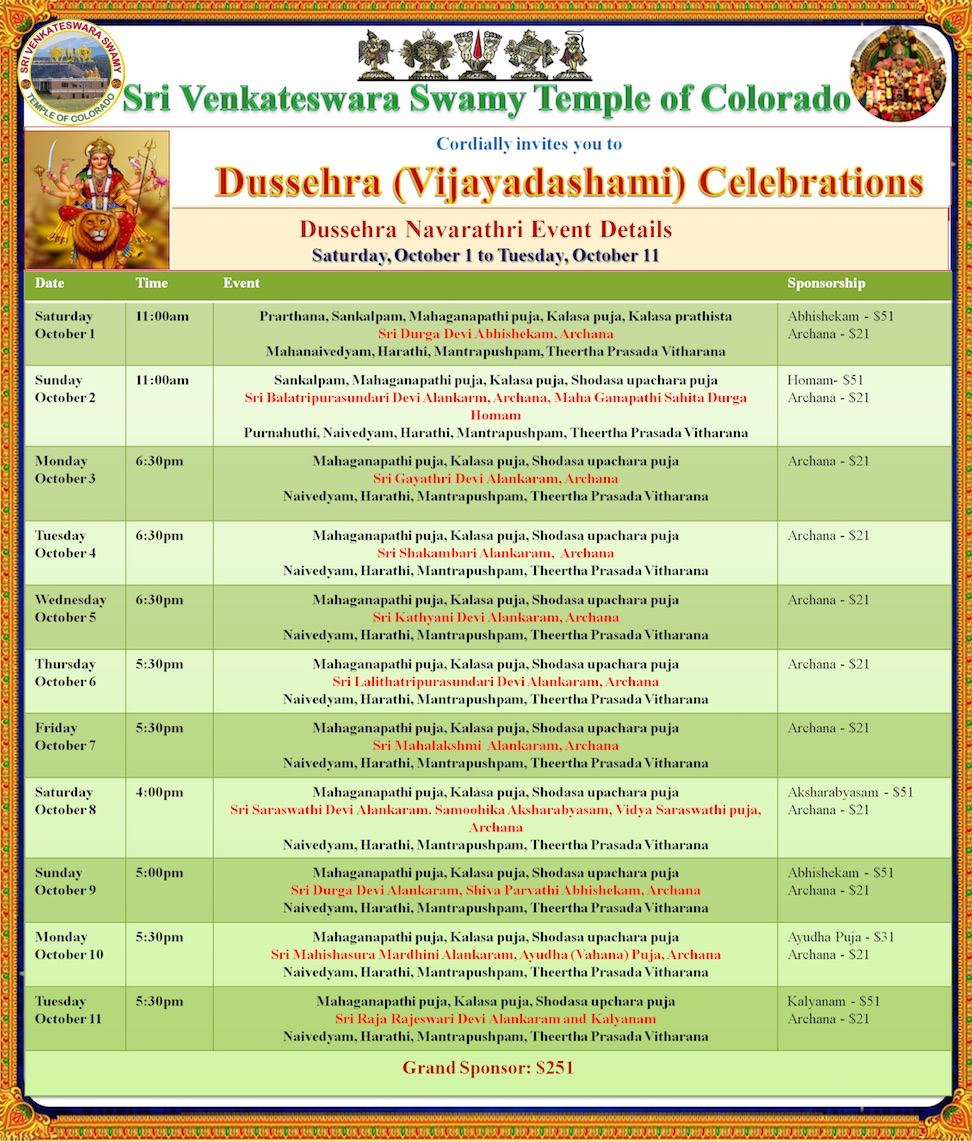 SRI VENKATESWARA SWAMY
TEMPLE OF COLORADO
Sri Venkateswara Swamy Temple of Colorado
Cordially invites you to
Dussehra (Vijayadashami) Celebrations
Dussehra Navarathri Event Details
Saturday, October 1 to Tuesday, October 11
Date Time Event Sponsorship
Saturday 11:00am Prarthana, Sankalpam, Mahaganapathi puja, Kalasa puja, Kalasa prathista Abhishekam - $51
October 1 Sri Durga Devi Abhishekam, Archana Archana - $21
Mahanaivedyam, Harathi, Mantrapushpam, Theertha Prasada Vitharana
Sunday 11:00am Sankalpam, Mahaganapathi puja, Kalasa puja, Shodasa upachara puja Homam- $51
October 2 Sri Balatripurasundari Devi Alankarm, Archana, Maha Ganapathi Sahita Durga Archana - $21
Homam
Purnahuthi, Naivedyam, Harathi, Mantrapushpam, Theertha Prasada Vitharana
Monday 6:30pm Mahaganapathi puja, Kalasa puja, Shodasa upachara puja Archana - $21
October 3 Sri Gayathri Devi Alankaram, Archana
Naivedyam, Harathi, Mantrapushpam, Theertha Prasada Vitharana
Tuesday 6:30pm Mahaganapathi puja, Kalasa puja, Shodasa upachara puja Archana - $21
October 4 Sri Shakambari Alankaram, Archana
Naivedyam, Harathi, Mantrapushpam, Theertha Prasada Vitharana
Wednesday 6:30pm Mahaganapathi puja, Kalasa puja, Shodasa upachara puja Archana - $21
October 5 Sri Kathyani Devi Alankaram, Archana
Naivedyam, Harathi, Mantrapushpam, Theertha Prasada Vitharana
Thursday 5:30pm Mahaganapathi puja, Kalasa puja, Shodasa upachara puja Archana - $21
October 6 Sri Lalithatripurasundari Devi Alankaram, Archana
Naivedyam, Harathi, Mantrapushpam, Theertha Prasada Vitharana
Friday 5:30pm Mahaganapathi puja, Kalasa puja, Shodasa upachara puja Archana - $21
October 7 Sri Mahalakshmi Alankaram, Archana
Naivedyam, Harathi, Mantrapushpam, Theertha Prasada Vitharana
Saturday 4:00pm Mahaganapathi puja, Kalasa puja, Shodasa upachara puja Aksharabyasam - $51
October 8 Sri Saraswathi Devi Alankaram. Samoohika Aksharabyasam, Vidya Saraswathi puja, Archana - $21
Archana
Naivedyam, Harathi, Mantrapushpam, Theertha Prasada Vitharana
Sunday 5:00pm Mahaganapathi puja, Kalasa puja, Shodasa upachara puja Abhishekam - $51
October 9 Sri Durga Devi Alankaram, Shiva Parvathi Abhishekam, Archana Archana - $21
Naivedyam, Harathi, Mantrapushpam, Theertha Prasada Vitharana
Monday 5:30pm Mahaganapathi puja, Kalasa puja, Shodasa upachara puja Ayudha Puja - $31
October 10 Sri Mahishasura Mardhini Alankaram, Ayudha (Vahana) Puja, Archana Archana - $21
Naivedyam, Harathi, Mantrapushpam, Theertha Prasada Vitharana
Tuesday 5:30pm Mahaganapathi puja, Kalasa puja, Shodasa upchara puja Kalyanam - $51
October 11 Sri Raja Rajeswari Devi Alankaram and Kalyanam Archana - $21
Naivedyam, Harathi, Mantrapushpam, Theertha Prasada Vitharana
Grand Sponsor: $251